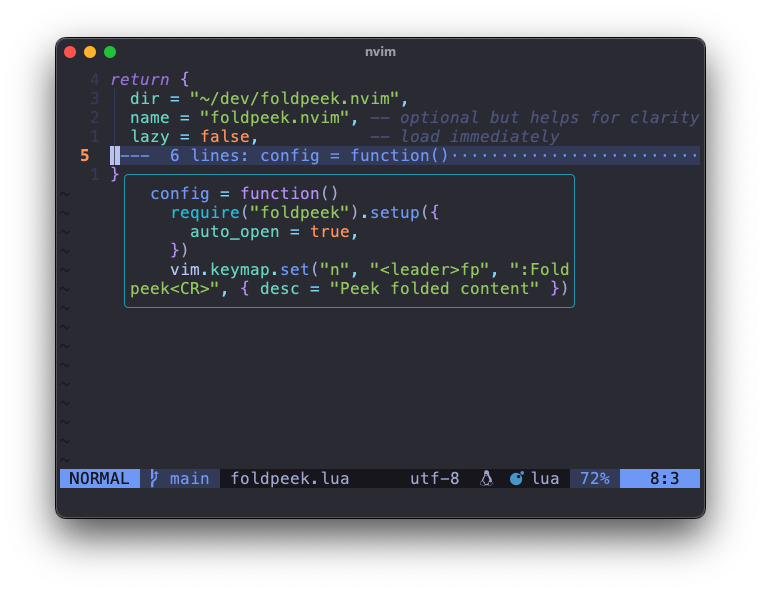 nvim
4 return {
3   dir = "~/dev/foldpeek.nvim",
2   name = "foldpeek.nvim", -- optional but helps for clarity
1   lazy = false,           -- load immediately
5 ---  6 lines: config = function()·························
1 }
~   config = function()
~     require("foldpeek").setup({
~       auto_open = true,
~     })
~     vim.keymap.set("n", "<leader>fp", ":Fold
~ peek<CR>", { desc = "Peek folded content" })
~
~
~
~
~
~
~
~
~
NORMAL main foldpeek.lua utf-8 lua 72% 8:3